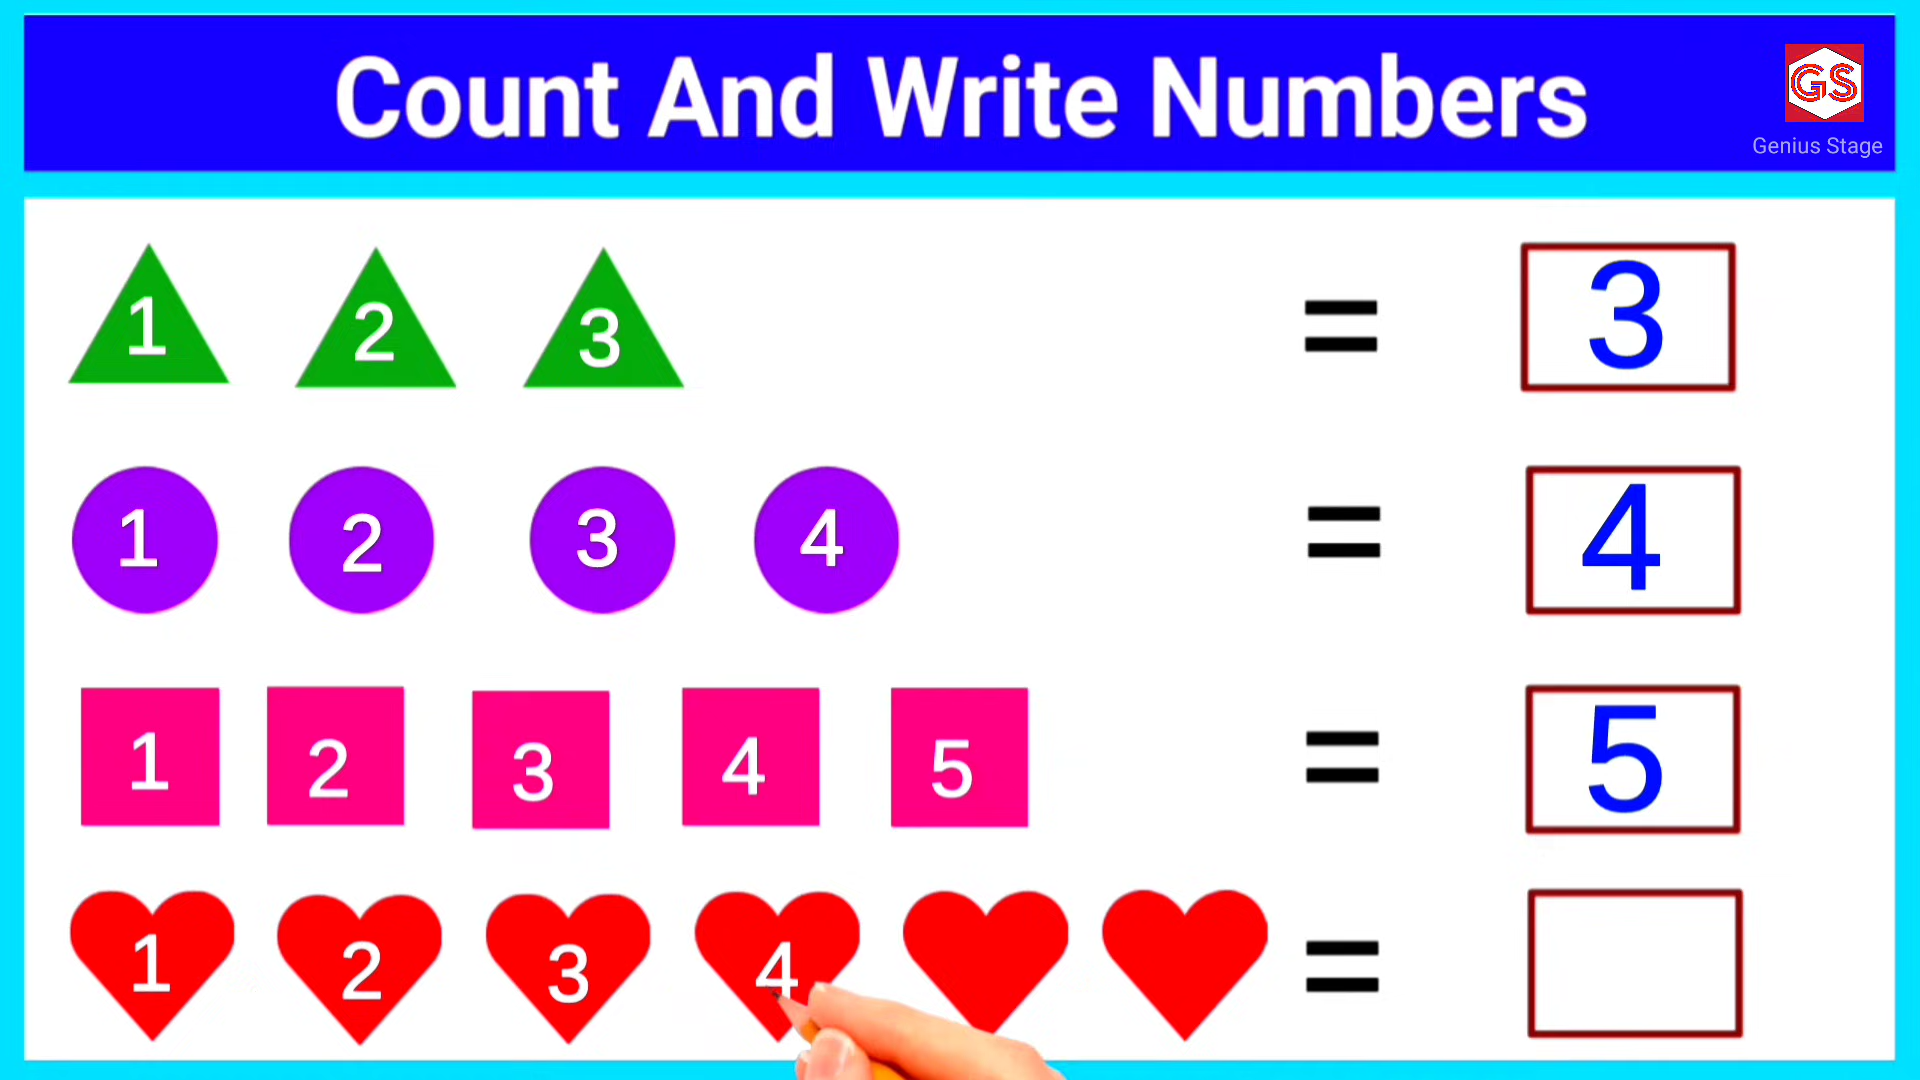 Count And Write Numbers
GS
Genius Stage
1 2 3 = 3
1 2 3 4 = 4
1 2 3 4 5 = 5
1 2 3 4 =